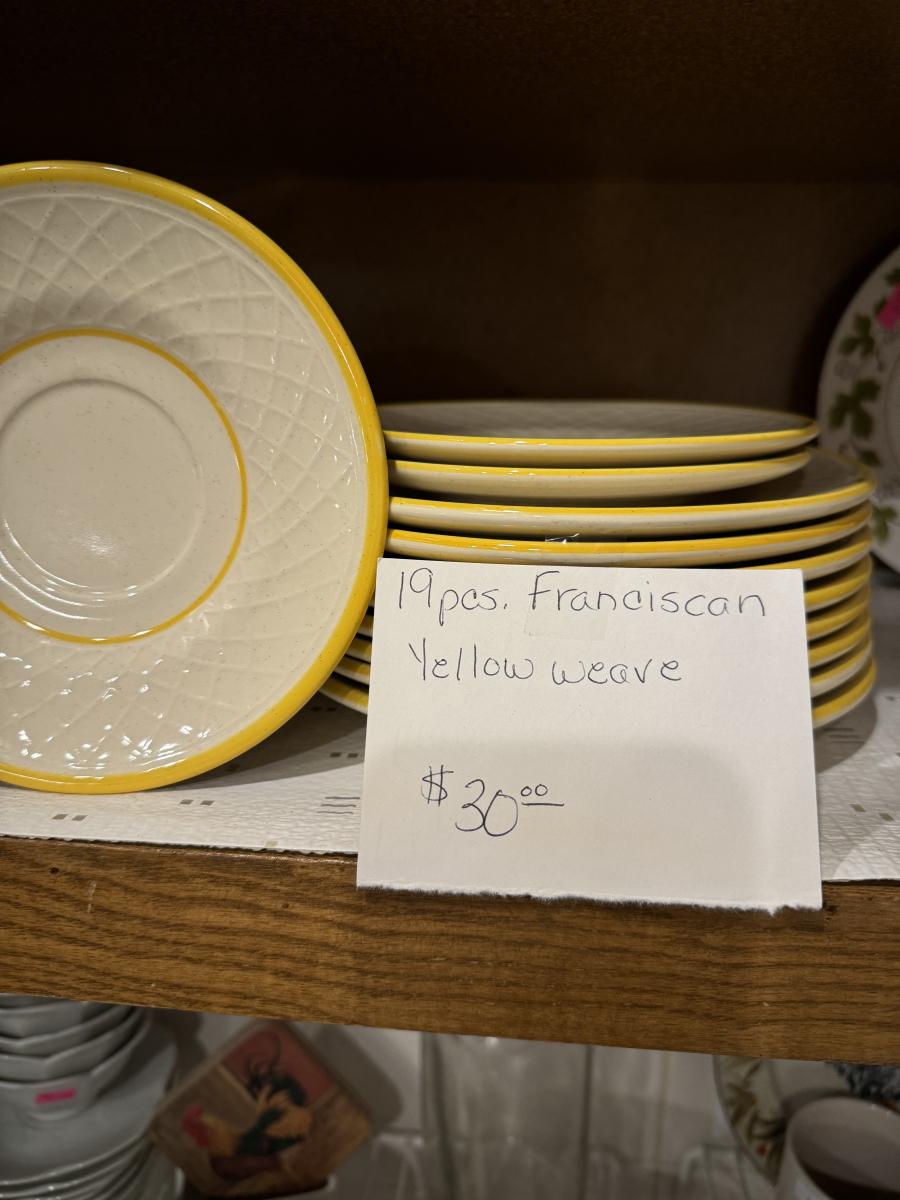 19pcs. Franciscan
Yellow weave
$30.00